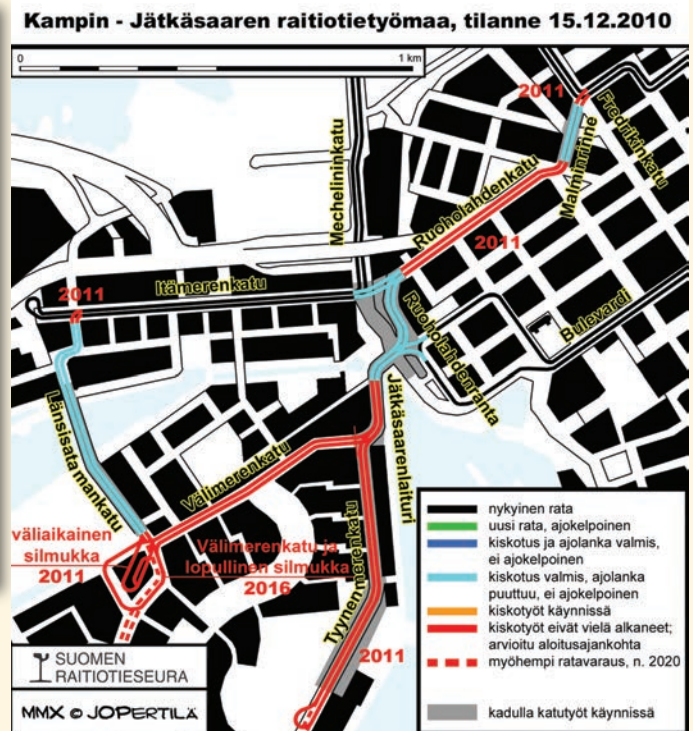 Kampin - Jätkäsaaren raitiotietyömaa, tilanne 15.12.2010
0
1 km
2011
Fredrikinkatu
Malminrinne
Mechelininkatu
Ruoholahdenkatu
2011
2011
Itämerenkatu
Ruoholahdenranta
Bulevardi
Länsisatamankatu
Jätkäsaarenlaituri
Välimerenkatu
väliaikainen
silmukka
2011
Välimerenkatu ja
lopullinen silmukka
2016
Tyynenmerenkatu
2011
nykyinen rata
uusi rata, ajokelpoinen
kiskotus ja ajolanka valmis,
ei ajokelpoinen
kiskotus valmis, ajolanka
puuttuu, ei ajokelpoinen
kiskotyöt käynnissä
kiskotyöt eivät vielä alkaneet;
arvioitu aloitusajankohta
myöhempi ratavaraus, n. 2020
kadulla katutyöt käynnissä
SUOMEN
RAITIOTIESEURA
MMX © JOPERTILÄ